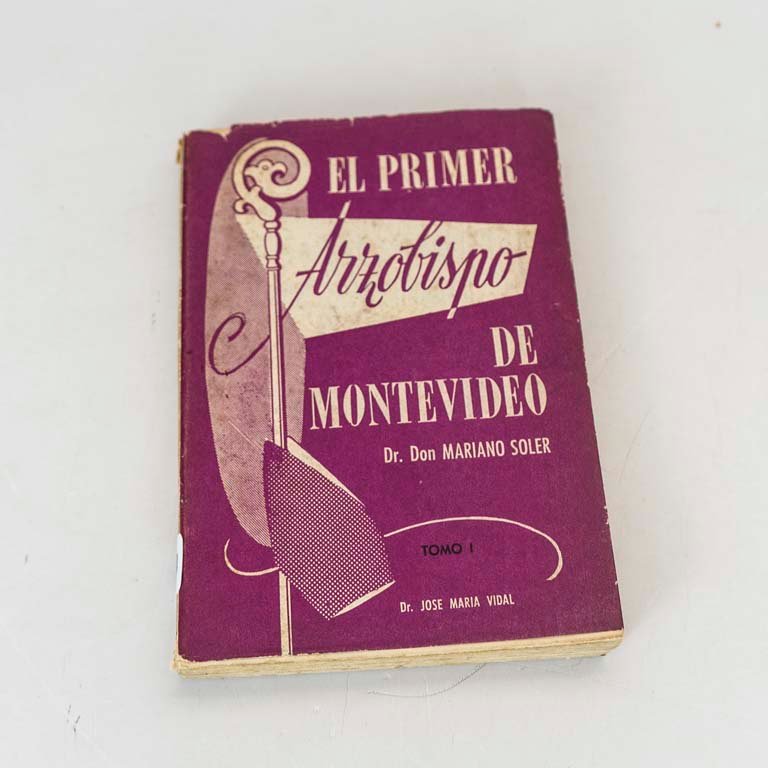 EL PRIMER
Arzobispo
DE
MONTEVIDEO
Dr. Don MARIANO SOLER
TOMO I
Dr. JOSE MARIA VIDAL